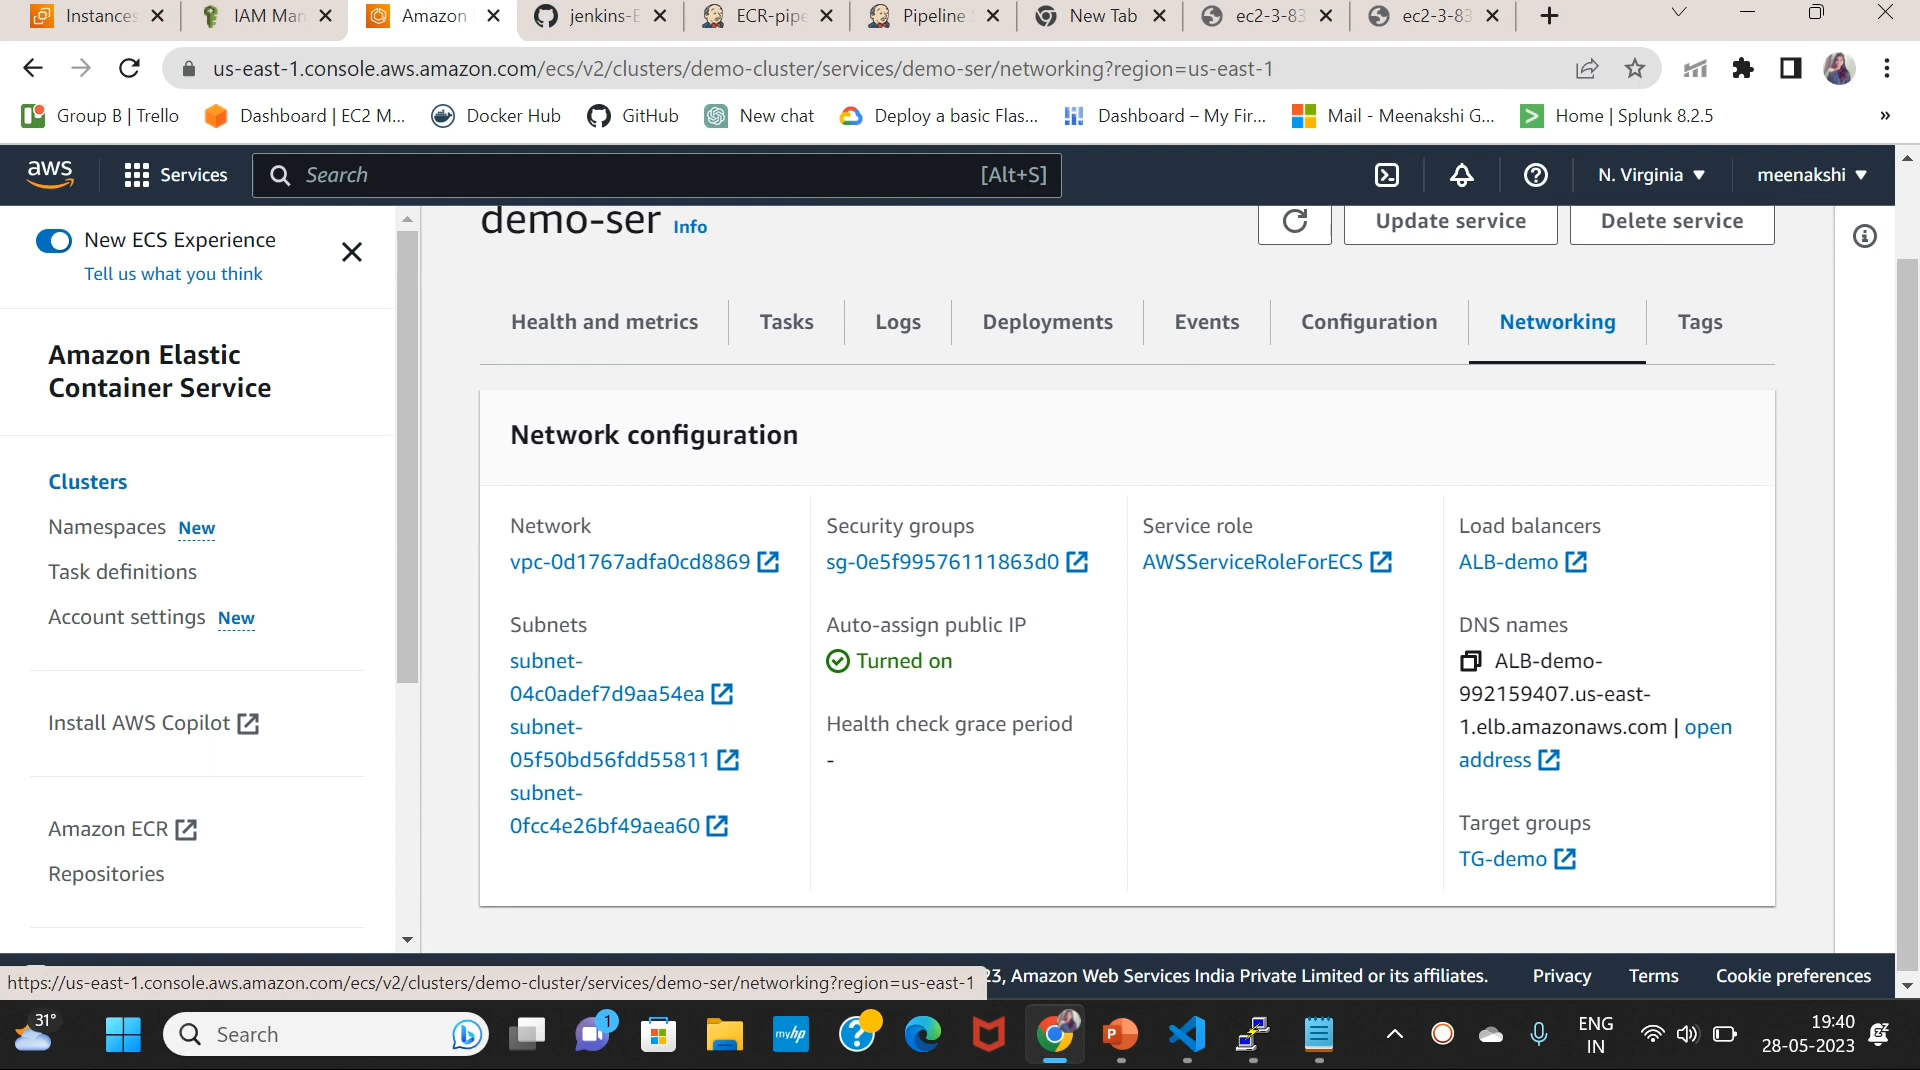 Instances
IAM Man
Amazon
jenkins-E
ECR-pipe
Pipeline
New Tab
ec2-3-83
ec2-3-83
us-east-1.console.aws.amazon.com/ecs/v2/clusters/demo-cluster/services/demo-ser/networking?region=us-east-1
Group B | Trello
Dashboard | EC2 M...
Docker Hub
GitHub
New chat
Deploy a basic Flas...
Dashboard – My Fir...
Mail - Meenakshi G...
Home | Splunk 8.2.5
»
aws
Services
Search
[Alt+S]
N. Virginia
meenakshi
New ECS Experience
Tell us what you think
Amazon Elastic
Container Service
Clusters
Namespaces New
Task definitions
Account settings New
Install AWS Copilot
Amazon ECR
Repositories
demo-ser Info
Update service
Delete service
Health and metrics
Tasks
Logs
Deployments
Events
Configuration
Networking
Tags
Network configuration
Network
vpc-0d1767adfa0cd8869
Subnets
subnet-
04c0adef7d9aa54ea
subnet-
05f50bd56fdd55811
subnet-
0fcc4e26bf49aea60
Security groups
sg-0e5f99576111863d0
Auto-assign public IP
Turned on
Health check grace period
-
Service role
AWSServiceRoleForECS
Load balancers
ALB-demo
DNS names
ALB-demo-
992159407.us-east-
1.elb.amazonaws.com | open
address
Target groups
TG-demo
https://us-east-1.console.aws.amazon.com/ecs/v2/clusters/demo-cluster/services/demo-ser/networking?region=us-east-1
23, Amazon Web Services India Private Limited or its affiliates.
Privacy
Terms
Cookie preferences
31°
Search
1
myhp
ENG
IN
19:40
28-05-2023